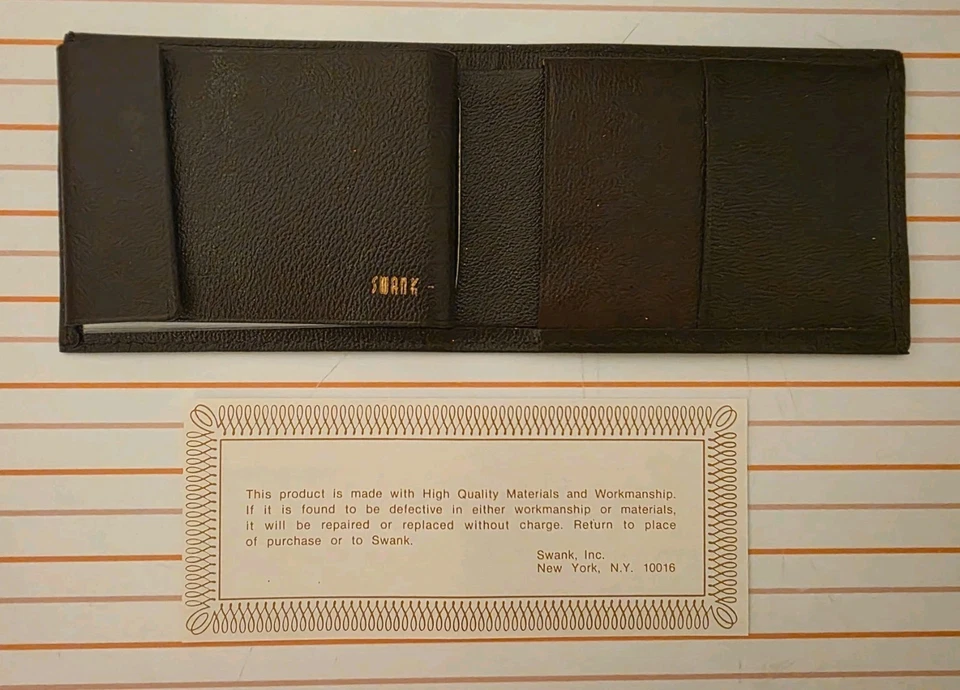 SWANK
This product is made with High Quality Materials and Workmanship.
If it is found to be defective in either workmanship or materials,
it will be repaired or replaced without charge. Return to place
of purchase or to Swank.
Swank, Inc.
New York, N.Y. 10016